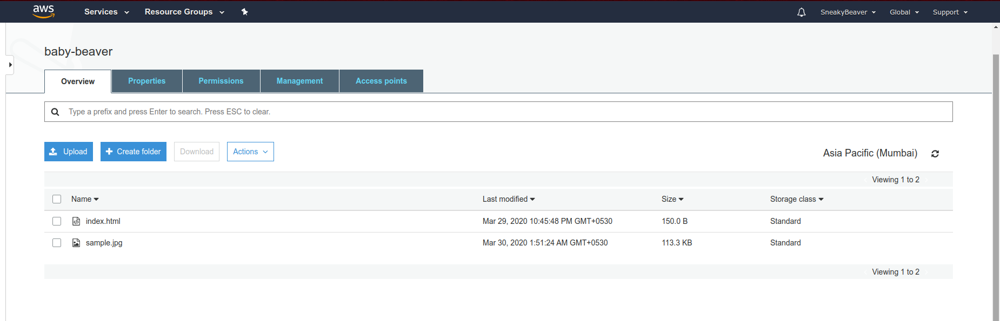 aws Services Resource Groups SneakyBeaver Global Support
baby-beaver
Overview Properties Permissions Management Access points
Type a prefix and press Enter to search. Press ESC to clear.
Upload Create folder Download Actions Asia Pacific (Mumbai)
Viewing 1 to 2
Name Last modified Size Storage class
index.html Mar 29, 2020 10:45:48 PM GMT+0530 150.0 B Standard
sample.jpg Mar 30, 2020 1:51:24 AM GMT+0530 113.3 KB Standard
Viewing 1 to 2